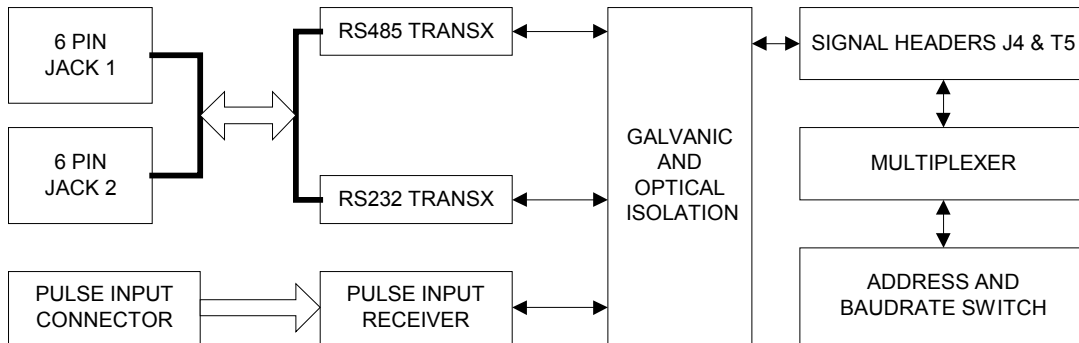 6 PIN
JACK 1
6 PIN
JACK 2
PULSE INPUT
CONNECTOR
RS485 TRANSX
RS232 TRANSX
PULSE INPUT
RECEIVER
GALVANIC
AND
OPTICAL
ISOLATION
SIGNAL HEADERS J4 & T5
MULTIPLEXER
ADDRESS AND
BAUDRATE SWITCH